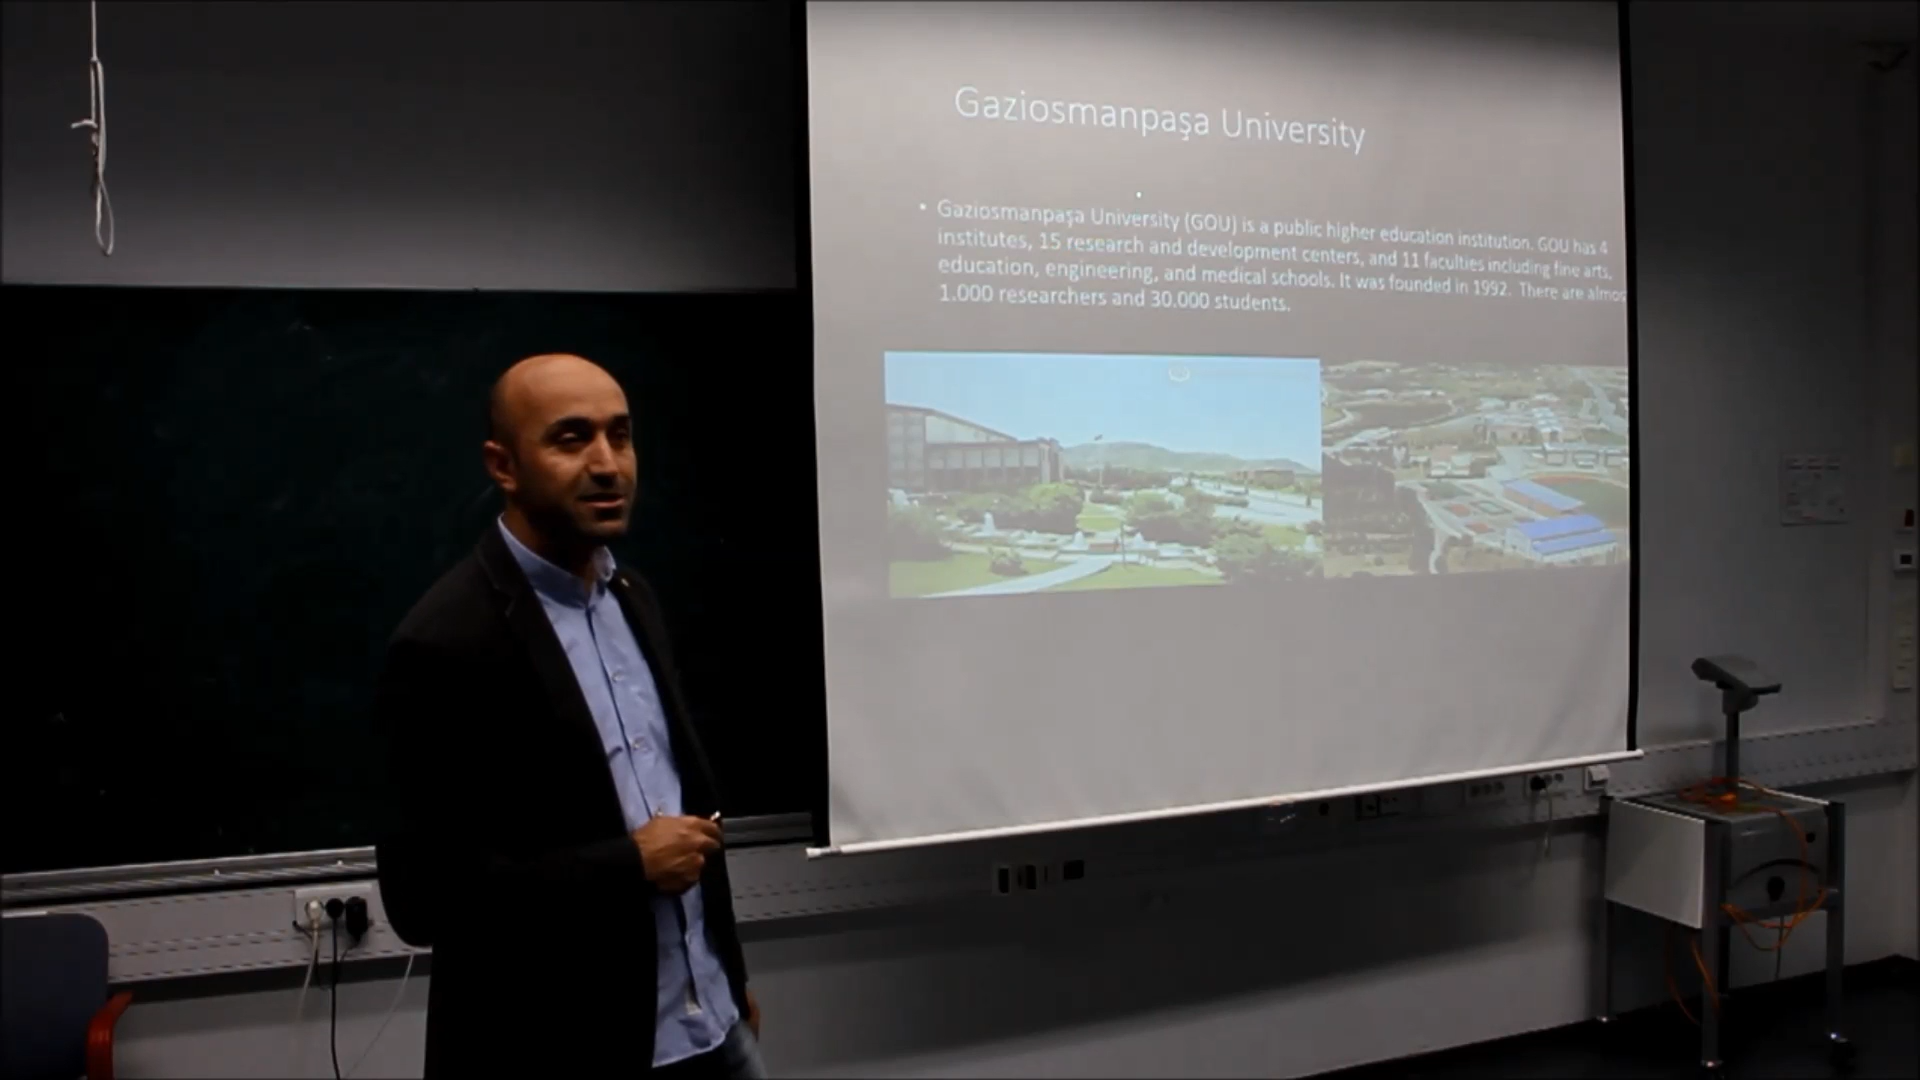 Gaziosmanpaşa University
• Gaziosmanpaşa University (GOU) is a public higher education institution. GOU has 4
institutes, 15 research and development centers, and 11 faculties including fine arts,
education, engineering, and medical schools. It was founded in 1992. There are almos
1.000 researchers and 30.000 students.